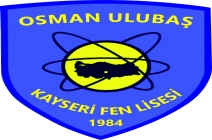 OSMAN ULUBAŞ
KAYSERİ FEN LİSESİ
1984